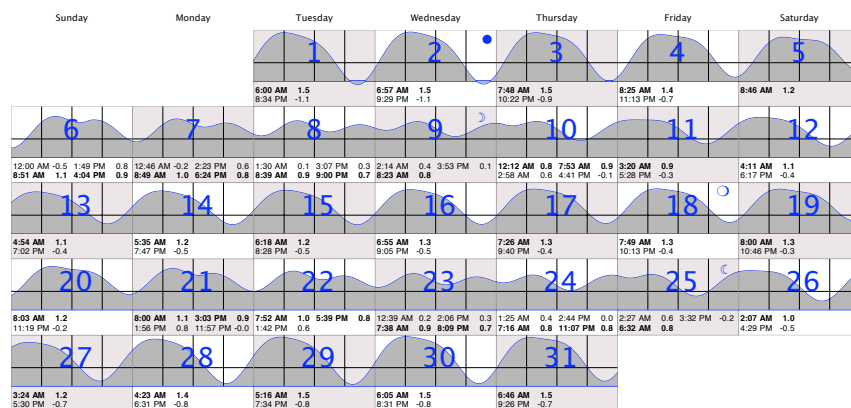 Sunday Monday Tuesday Wednesday Thursday Friday Saturday
1 2 3 4 5
6:00 AM 1.5 6:57 AM 1.5 7:48 AM 1.5 8:25 AM 1.4 8:46 AM 1.2
8:34 PM -1.1 9:29 PM -1.1 10:22 PM -0.9 11:13 PM -0.7
6 7 8 9 10 11 12
12:00 AM -0.5 1:49 PM 0.8 12:46 AM -0.2 2:23 PM 0.6 1:30 AM 0.1 3:07 PM 0.3 2:14 AM 0.4 3:53 PM 0.1 12:12 AM 0.8 7:53 AM 0.9 3:20 AM 0.9 4:11 AM 1.1
8:51 AM 1.1 4:04 PM 0.9 8:49 AM 1.0 6:24 PM 0.8 8:39 AM 0.9 9:00 PM 0.7 8:23 AM 0.8 2:58 AM 0.6 4:41 PM -0.1 5:28 PM -0.3 6:17 PM -0.4
13 14 15 16 17 18 19
4:54 AM 1.1 5:35 AM 1.2 6:18 AM 1.2 6:55 AM 1.3 7:26 AM 1.3 7:49 AM 1.3 8:00 AM 1.3
7:02 PM -0.4 7:47 PM -0.5 8:28 PM -0.5 9:05 PM -0.5 9:40 PM -0.4 10:13 PM -0.4 10:46 PM -0.3
20 21 22 23 24 25 26
8:03 AM 1.2 8:00 AM 1.1 3:03 PM 0.9 7:52 AM 1.0 5:39 PM 0.8 12:39 AM 0.2 2:06 PM 0.3 1:25 AM 0.4 2:44 PM 0.0 2:27 AM 0.6 3:32 PM -0.2 2:07 AM 1.0
11:19 PM -0.2 1:56 PM 0.8 11:57 PM -0.0 1:42 PM 0.6 7:38 AM 0.9 8:09 PM 0.7 7:16 AM 0.8 11:07 PM 0.8 6:32 AM 0.8 4:29 PM -0.5
27 28 29 30 31
3:24 AM 1.2 4:23 AM 1.4 5:16 AM 1.5 6:05 AM 1.5 6:46 AM 1.5
5:30 PM -0.7 6:31 PM -0.8 7:34 PM -0.8 8:31 PM -0.8 9:26 PM -0.7